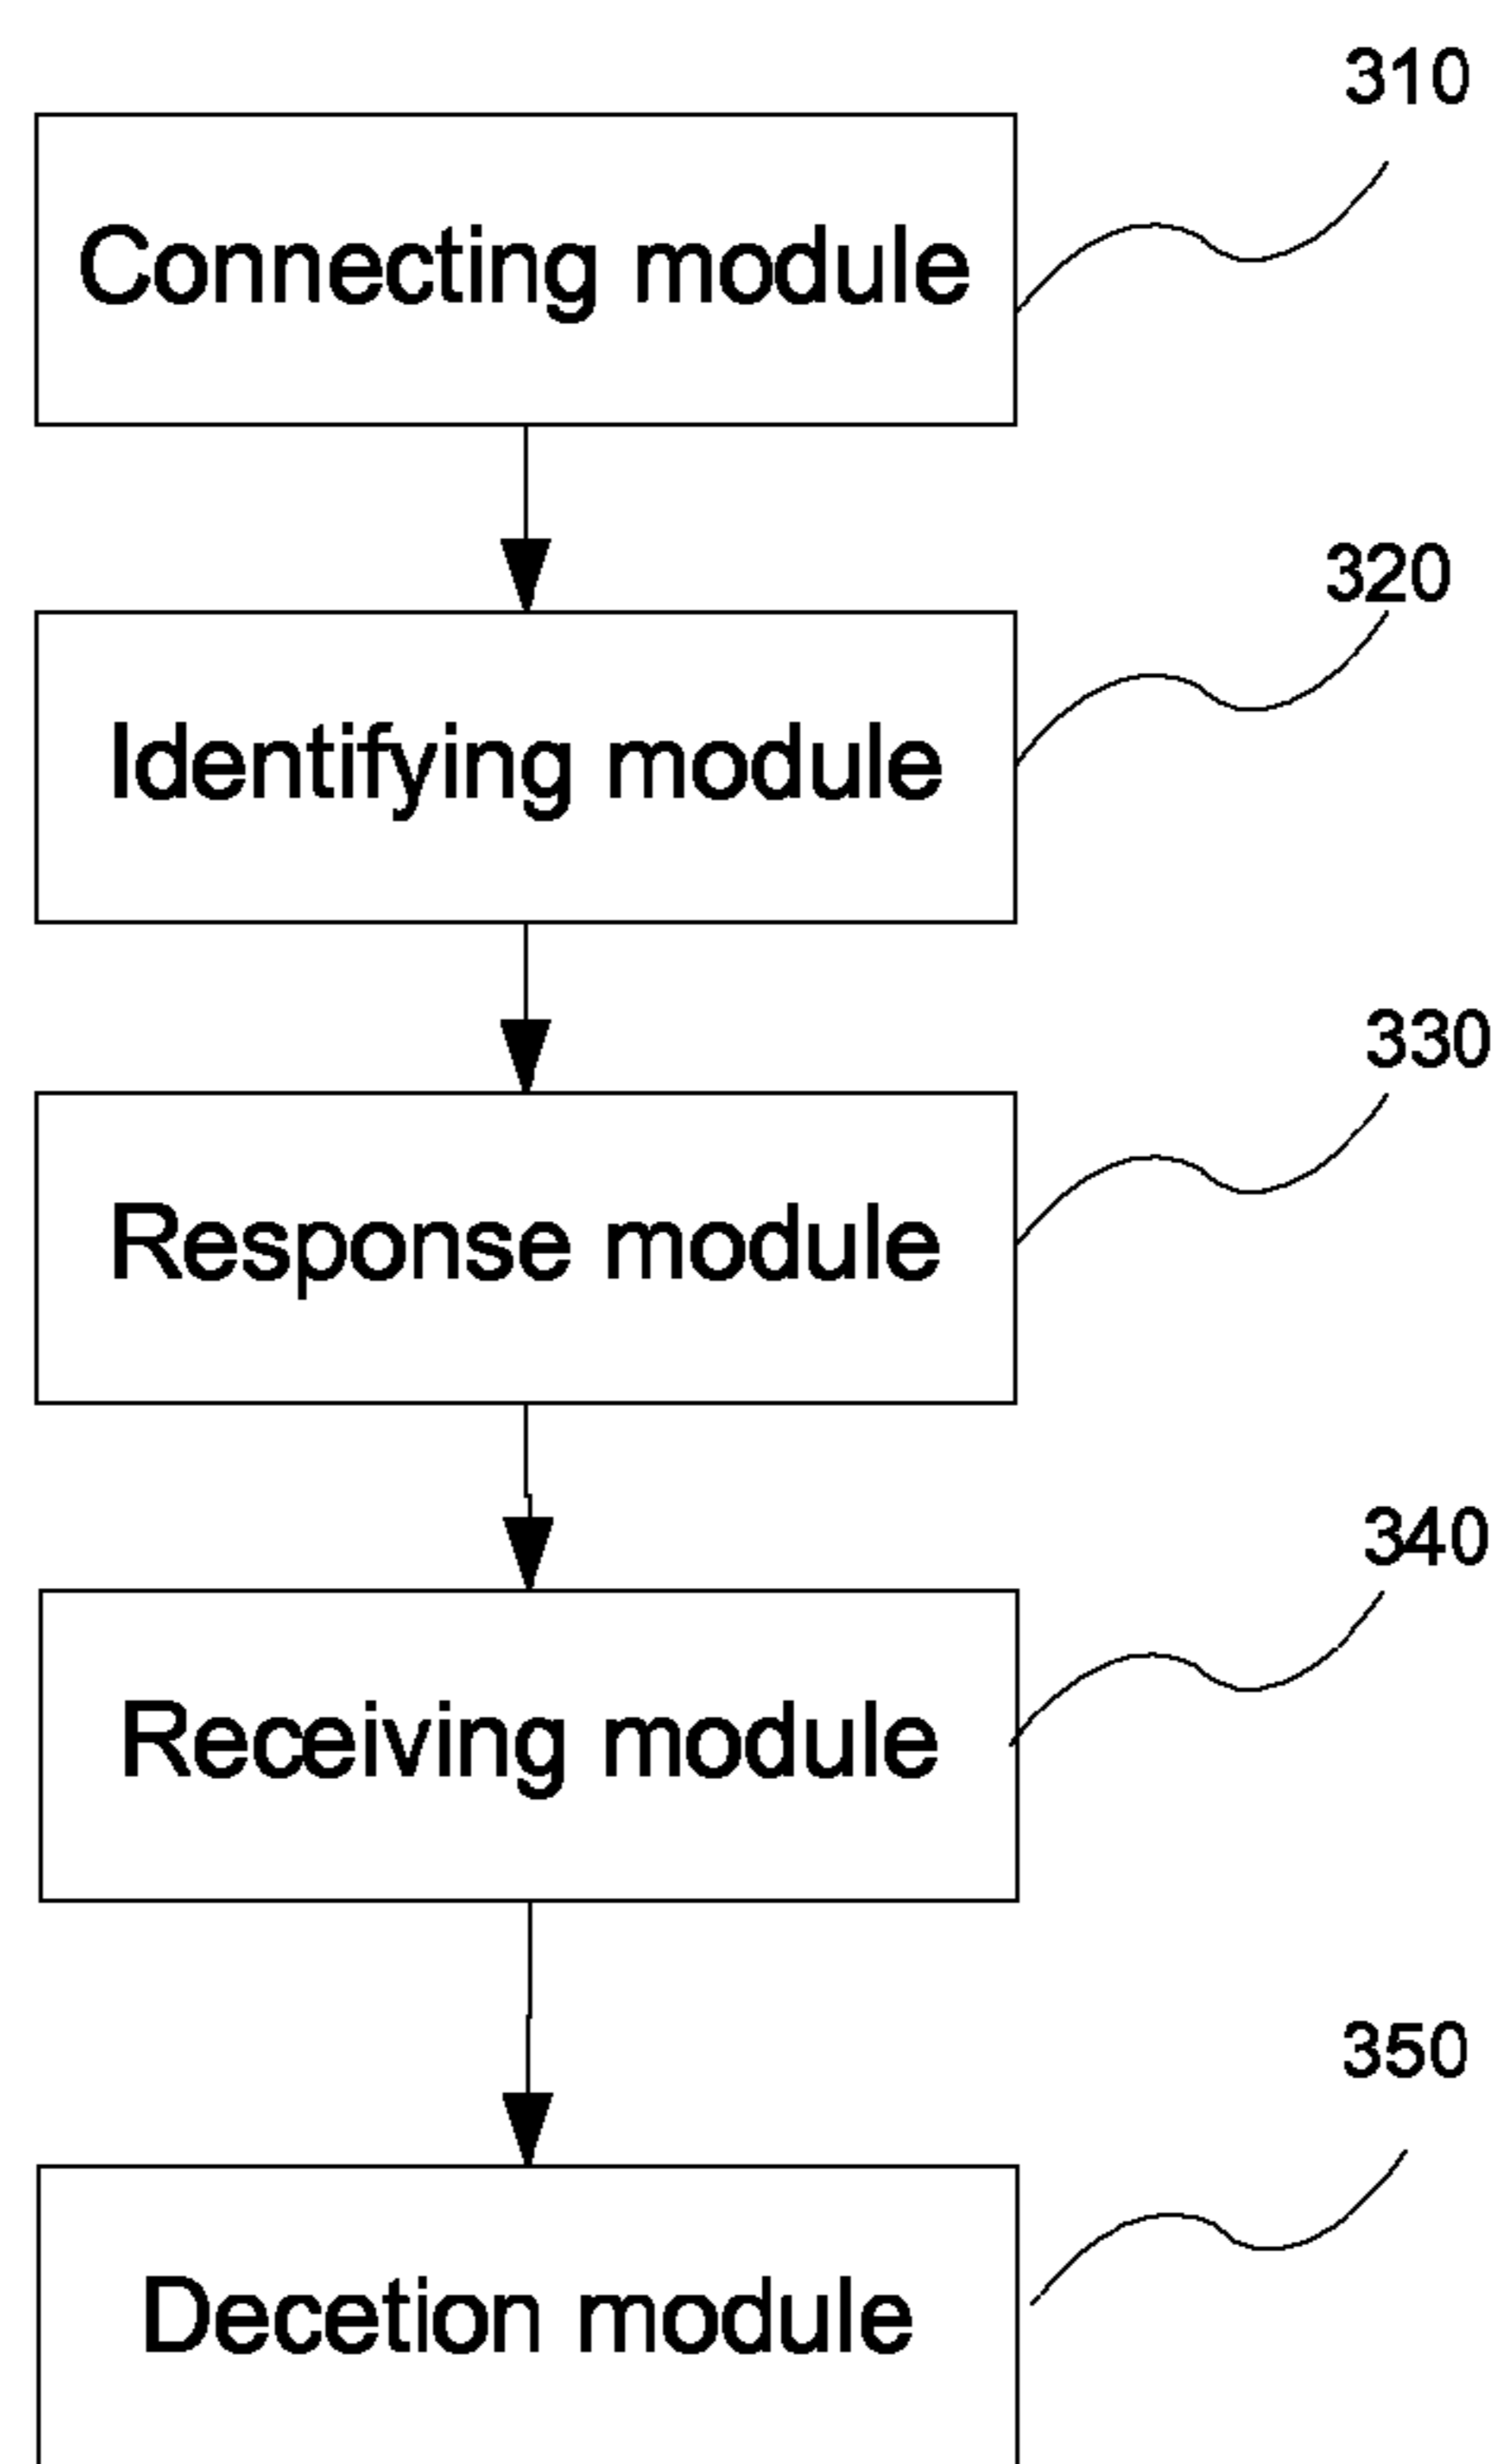 310
Connecting module
320
Identifying module
330
Response module
340
Receiving module
350
Decetion module